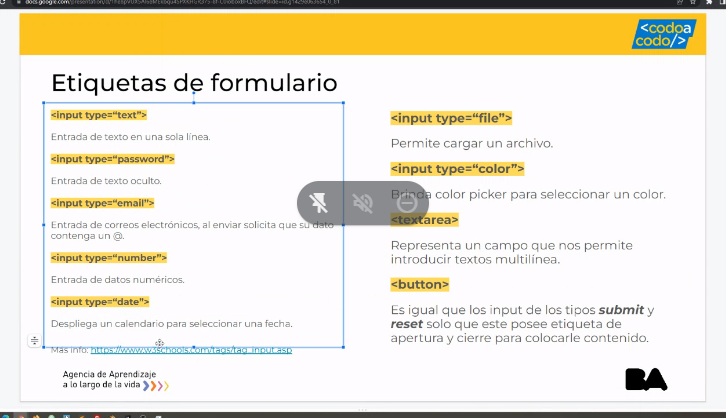 <codoa
codo/>
Etiquetas de formulario
<input type=“text”>
Entrada de texto en una sola línea.
<input type=“password”>
Entrada de texto oculto.
<input type=“email”>
Entrada de correos electrónicos, al enviar solicita que su dato
contenga un @.
<input type=“number”>
Entrada de datos numéricos.
<input type=“date”>
Despliega un calendario para seleccionar una fecha.
Mas info: https://www.w3schools.com/tags/tag_input.asp
<input type=“file”>
Permite cargar un archivo.
<input type=“color”>
Brinda color picker para seleccionar un color.
<textarea>
Representa un campo que nos permite
introducir textos multilínea.
<button>
Es igual que los input de los tipos submit y
reset solo que este posee etiqueta de
apertura y cierre para colocarle contenido.
Agencia de Aprendizaje
a lo largo de la vida
BA